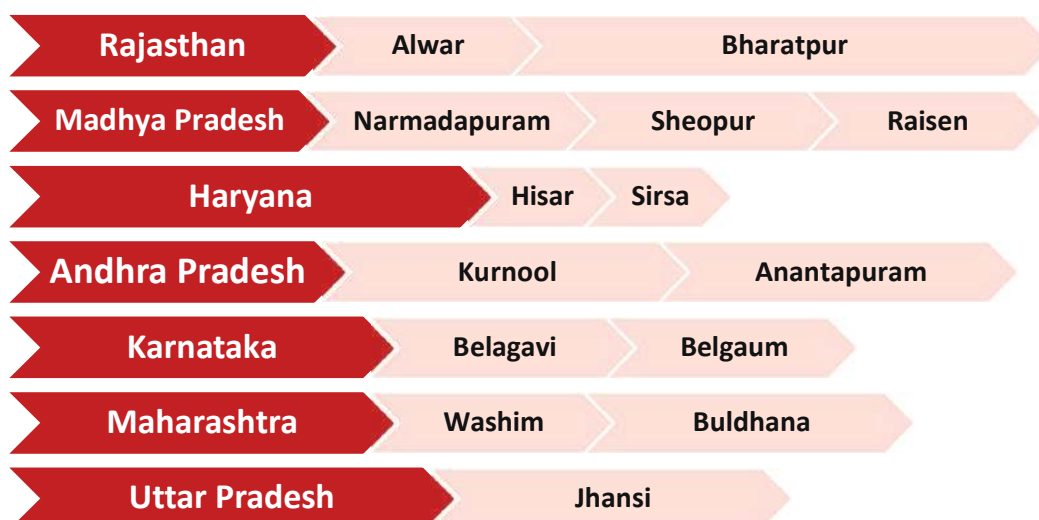 Rajasthan Alwar Bharatpur
Madhya Pradesh Narmadapuram Sheopur Raisen
Haryana Hisar Sirsa
Andhra Pradesh Kurnool Anantapuram
Karnataka Belagavi Belgaum
Maharashtra Washim Buldhana
Uttar Pradesh Jhansi